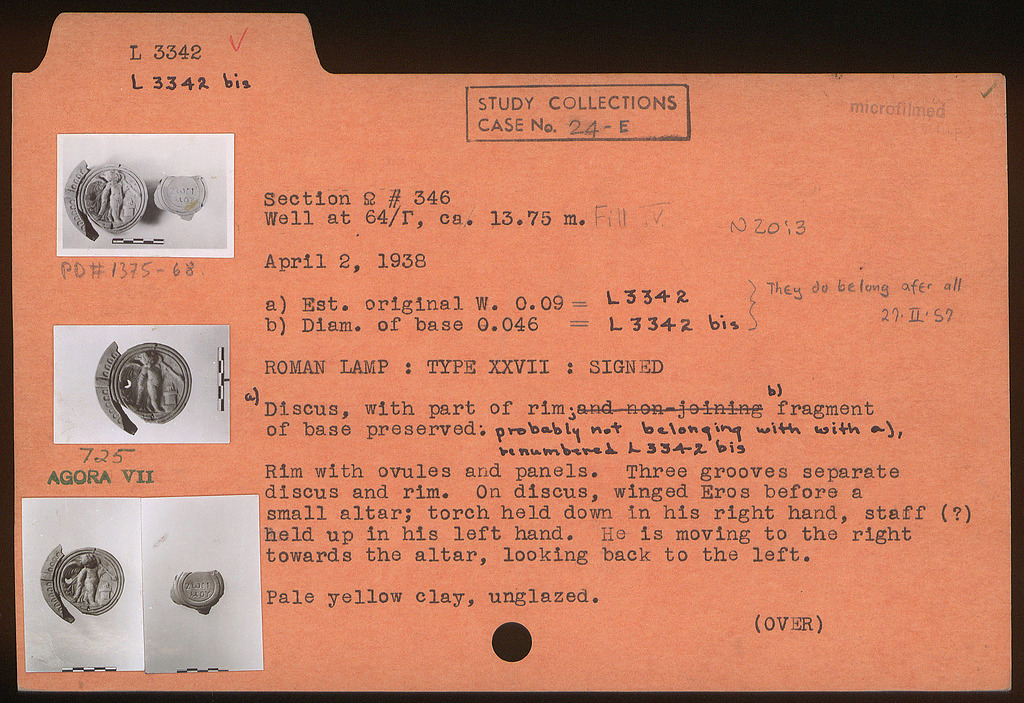 L 3342
L 3342 bis
STUDY COLLECTIONS
CASE No. 24-E
microfilmed
Section Ω # 346
Well at 64/Γ, ca. 13.75 m. Fill IV
N 20:3
PD# 1375-68
April 2, 1938
a) Est. original W. 0.09 = L 3342
b) Diam. of base 0.046 = L 3342 bis
They do belong afer all
27.II.57
ROMAN LAMP : TYPE XXVII : SIGNED
a) Discus, with part of rim; and non-joining b) fragment
of base preserved: probably not belonging with with a),
renumbered L 3342 bis
725
AGORA VII
Rim with ovules and panels. Three grooves separate
discus and rim. On discus, winged Eros before a
small altar; torch held down in his right hand, staff (?)
held up in his left hand. He is moving to the right
towards the altar, looking back to the left.
Pale yellow clay, unglazed.
(OVER)